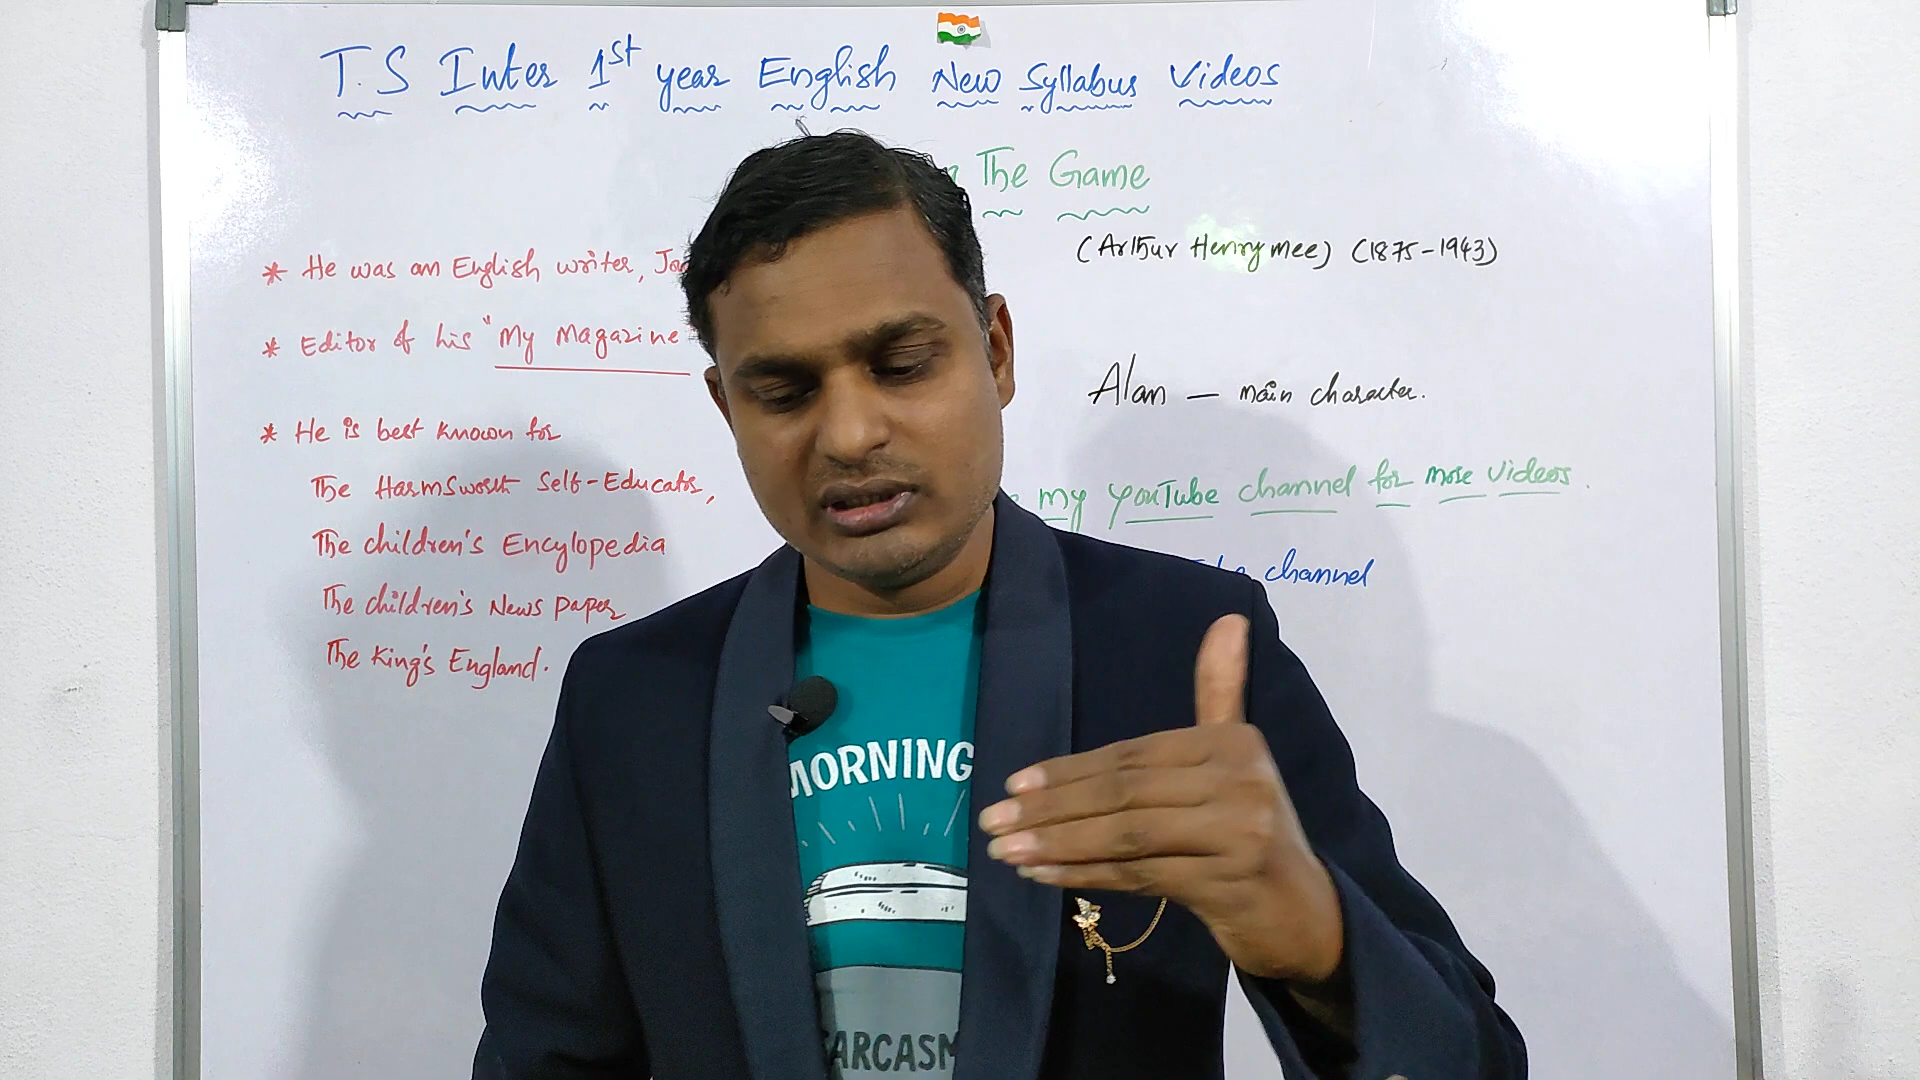 T.S Inter 1st year English New Syllabus Videos
The Game
(Arthur Henry mee) (1875-1943)
* He was an English writer,
* Editor of his "My Magazine
* He is best known for
The Harmsworth Self-Educator,
The children's Encylopedia
The children's News paper
The King's England.
Alan — main character.
my YouTube channel for more videos.
channel
MORNING
SARCASM